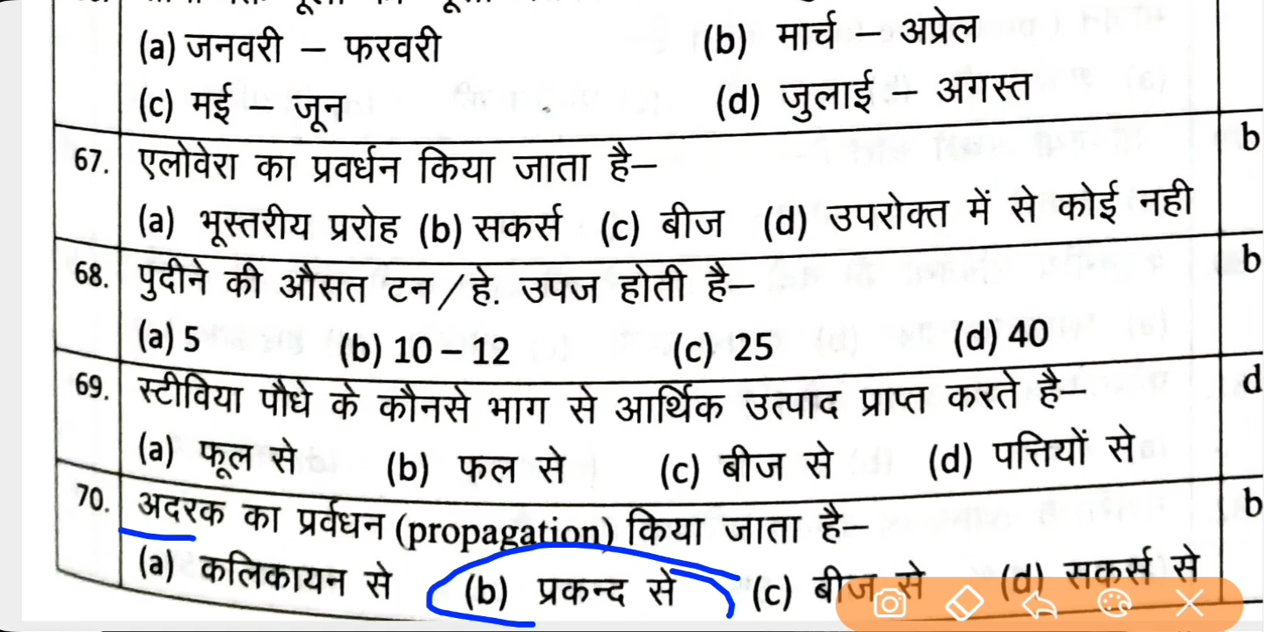 (a) जनवरी – फरवरी (b) मार्च – अप्रेल
(c) मई – जून (d) जुलाई – अगस्त
67. एलोवेरा का प्रवर्धन किया जाता है– b
(a) भूस्तरीय प्ररोह (b) सकर्स (c) बीज (d) उपरोक्त में से कोई नही
68. पुदीने की औसत टन/हे. उपज होती है– b
(a) 5 (b) 10 – 12 (c) 25 (d) 40
69. स्टीविया पौधे के कौनसे भाग से आर्थिक उत्पाद प्राप्त करते है– d
(a) फूल से (b) फल से (c) बीज से (d) पत्तियों से
70. अदरक का प्रर्वधन (propagation) किया जाता है– b
(a) कलिकायन से (b) प्रकन्द से (c) बीज से (d) सकर्स से